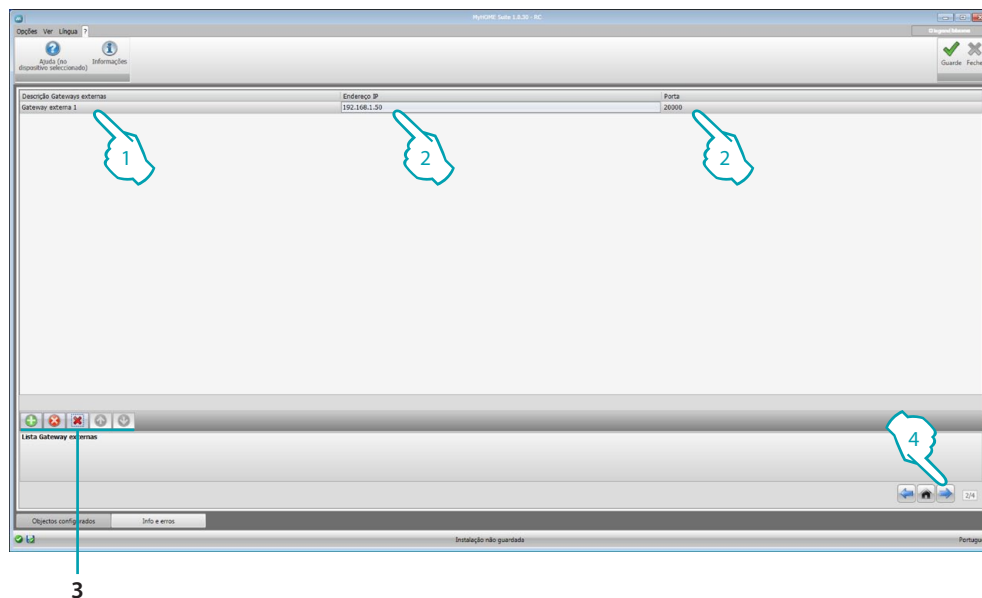 MyHOME Suite 1.0.30 - RC
Opções Ver Língua ?
Ajuda (no dispositivo seleccionado)
Informações
Guarde Feche
Descrição Gateways externas Endereço IP Porta
Gateway externa 1 192.168.1.50 20000
1 2 2
Lista Gateway externas
4
2/4
Objectos configurados Info e erros
Instalação não guardada
3